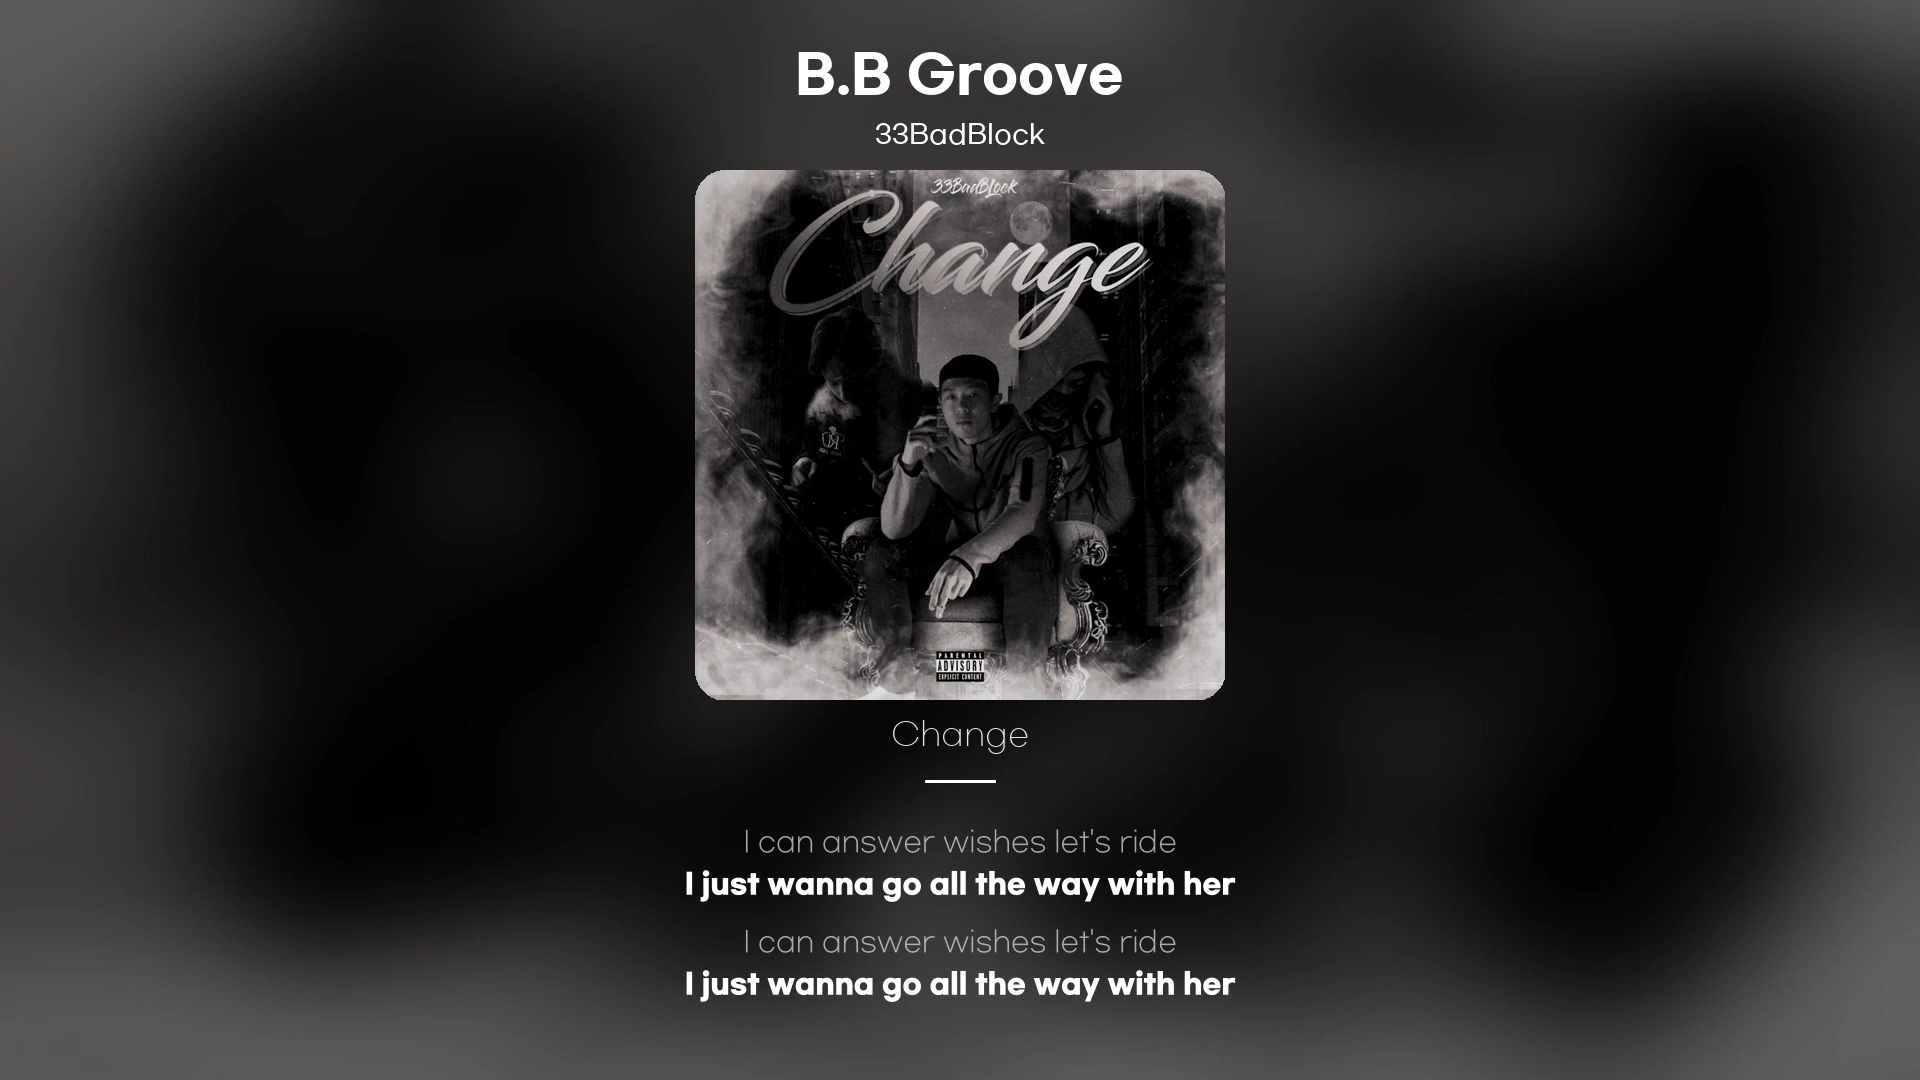 B.B Groove
33BadBlock
33BadBLock
Change
PARENTAL
ADVISORY
EXPLICIT CONTENT
Change
I can answer wishes let's ride
I just wanna go all the way with her
I can answer wishes let's ride
I just wanna go all the way with her